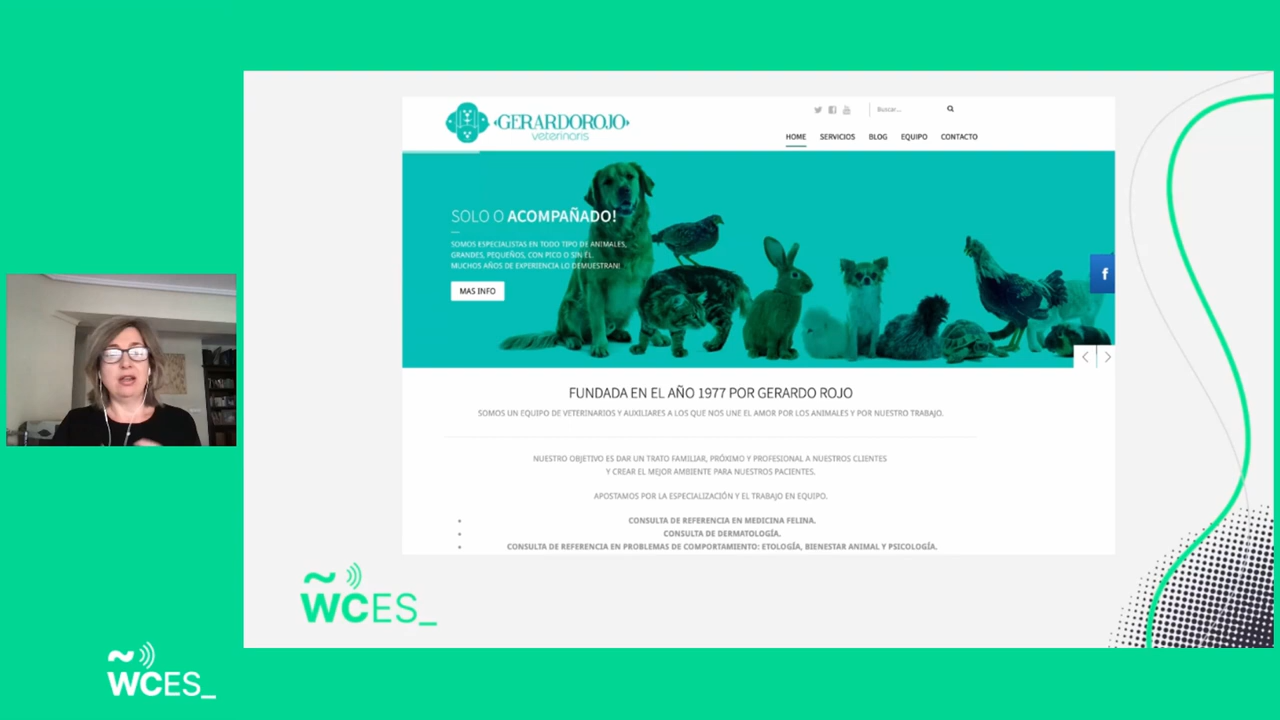 GERARDOROJO
veterinaris
Buscar...
HOME SERVICIOS BLOG EQUIPO CONTACTO
SOLO O ACOMPAÑADO!
SOMOS ESPECIALISTAS EN TODO TIPO DE ANIMALES,
GRANDES, PEQUEÑOS, CON PICO O SIN ÉL.
MUCHOS AÑOS DE EXPERIENCIA LO DEMUESTRAN!
MAS INFO
f
FUNDADA EN EL AÑO 1977 POR GERARDO ROJO
SOMOS UN EQUIPO DE VETERINARIOS Y AUXILIARES A LOS QUE NOS UNE EL AMOR POR LOS ANIMALES Y POR NUESTRO TRABAJO.
NUESTRO OBJETIVO ES DAR UN TRATO FAMILIAR, PRÓXIMO Y PROFESIONAL A NUESTROS CLIENTES
Y CREAR EL MEJOR AMBIENTE PARA NUESTROS PACIENTES.
APOSTAMOS POR LA ESPECIALIZACIÓN Y EL TRABAJO EN EQUIPO.
• CONSULTA DE REFERENCIA EN MEDICINA FELINA.
• CONSULTA DE DERMATOLOGÍA.
• CONSULTA DE REFERENCIA EN PROBLEMAS DE COMPORTAMIENTO: ETOLOGÍA, BIENESTAR ANIMAL Y PSICOLOGÍA.
WCES_
WCES_